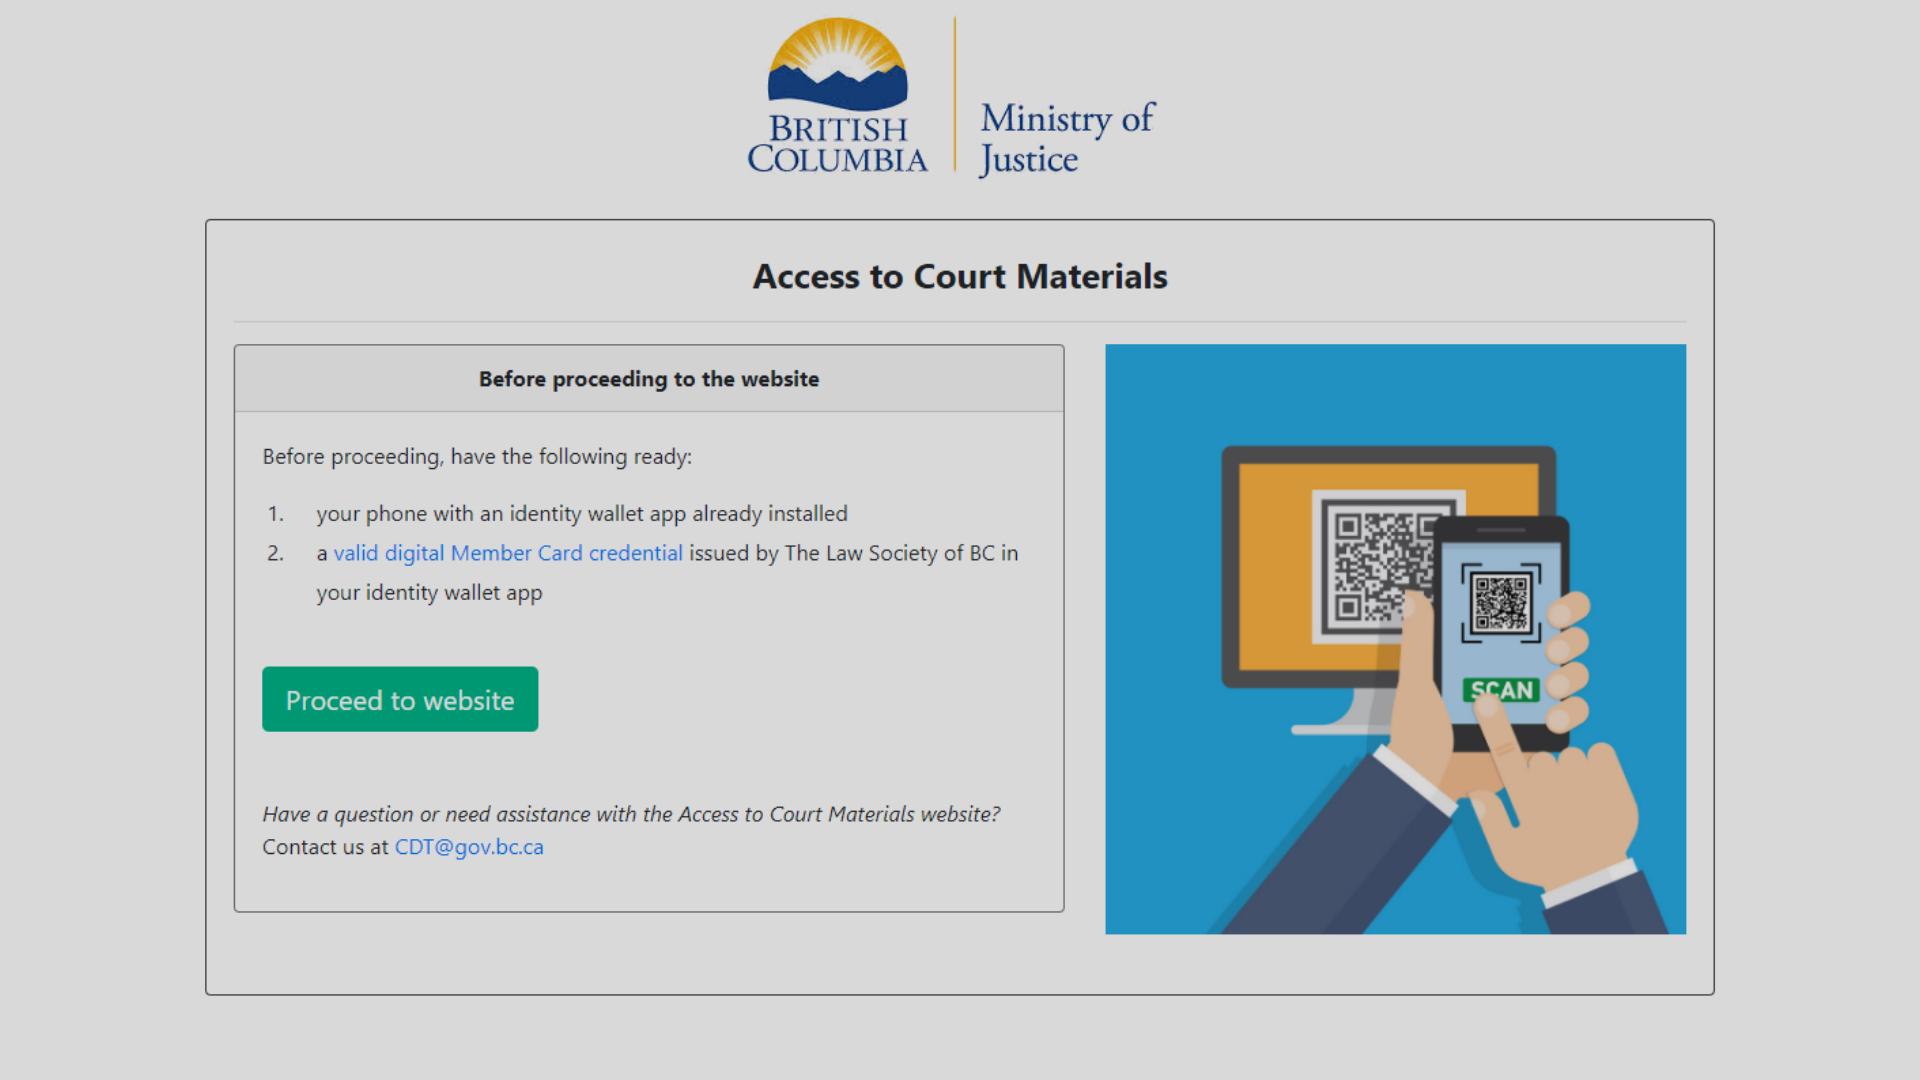 BRITISH
COLUMBIA
Ministry of
Justice
Access to Court Materials
Before proceeding to the website
Before proceeding, have the following ready:
1. your phone with an identity wallet app already installed
2. a valid digital Member Card credential issued by The Law Society of BC in
your identity wallet app
Proceed to website
Have a question or need assistance with the Access to Court Materials website?
Contact us at CDT@gov.bc.ca
SCAN